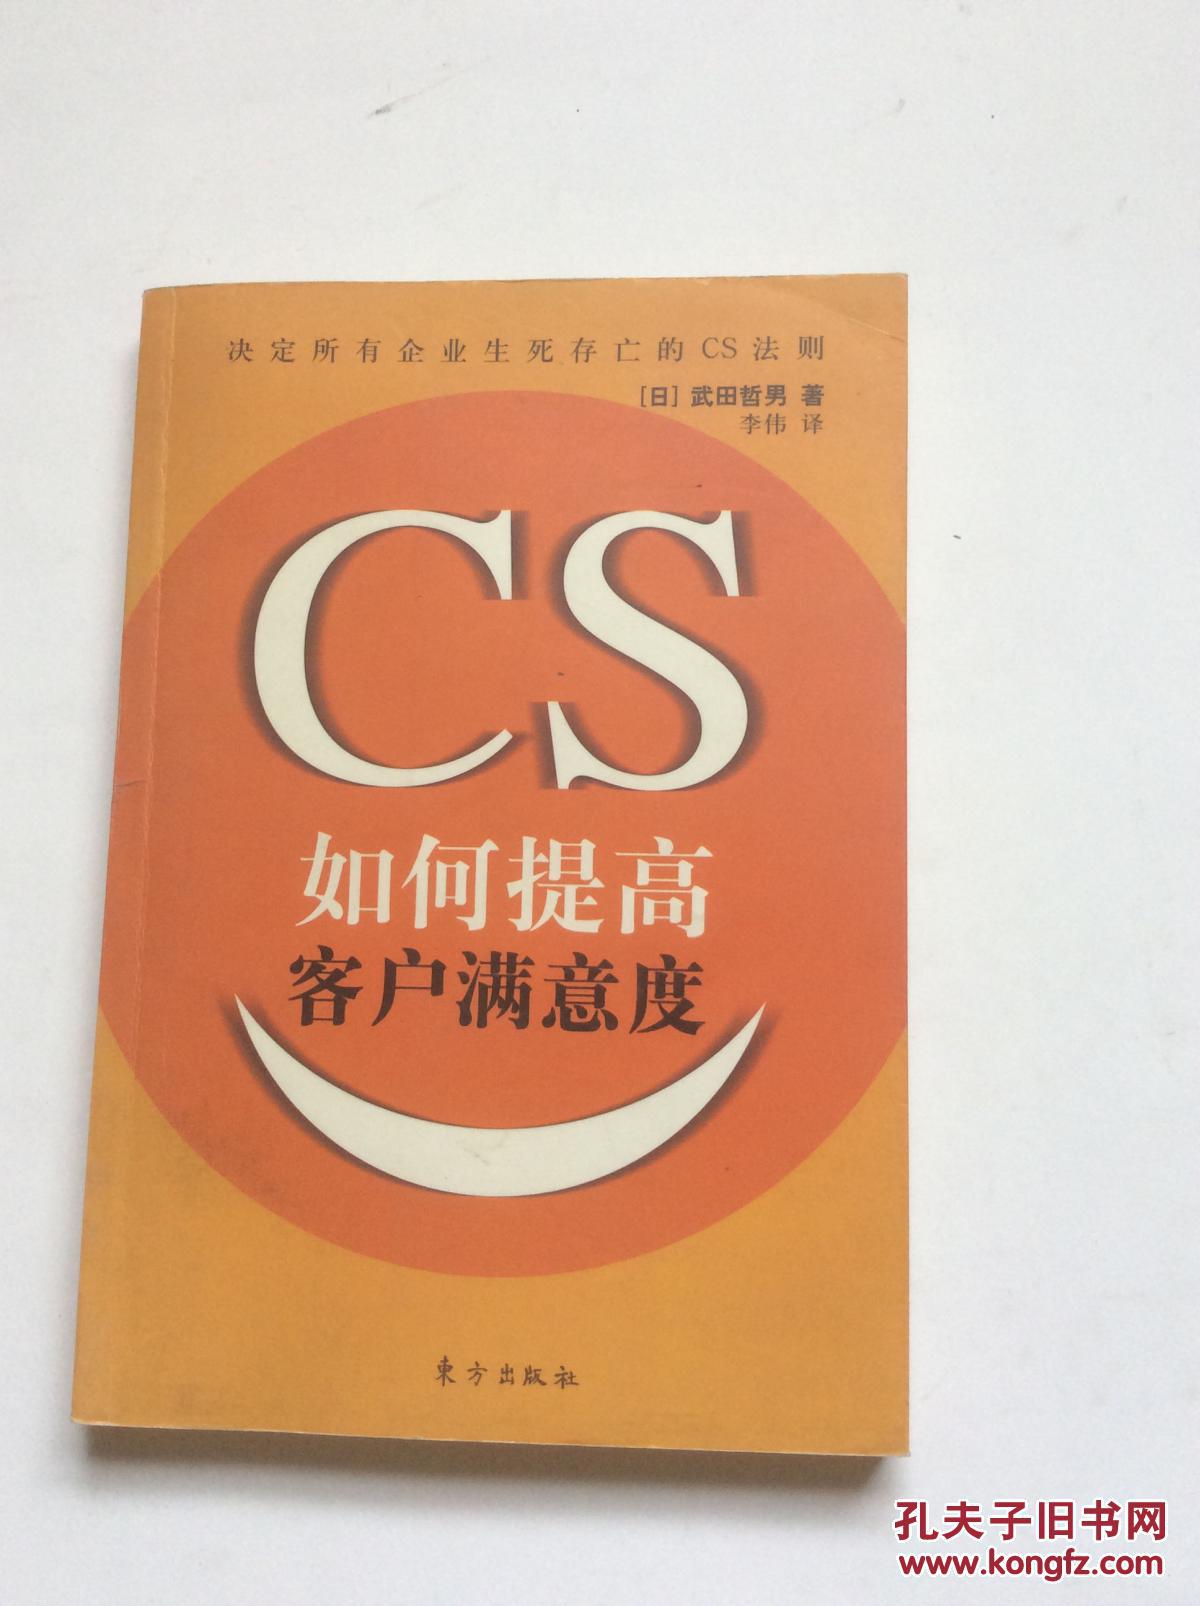 决定所有企业生死存亡的CS法则
[日] 武田哲男 著
李伟 译
CS
如何提高
客户满意度
東方出版社
孔夫子旧书网
www.kongfz.com